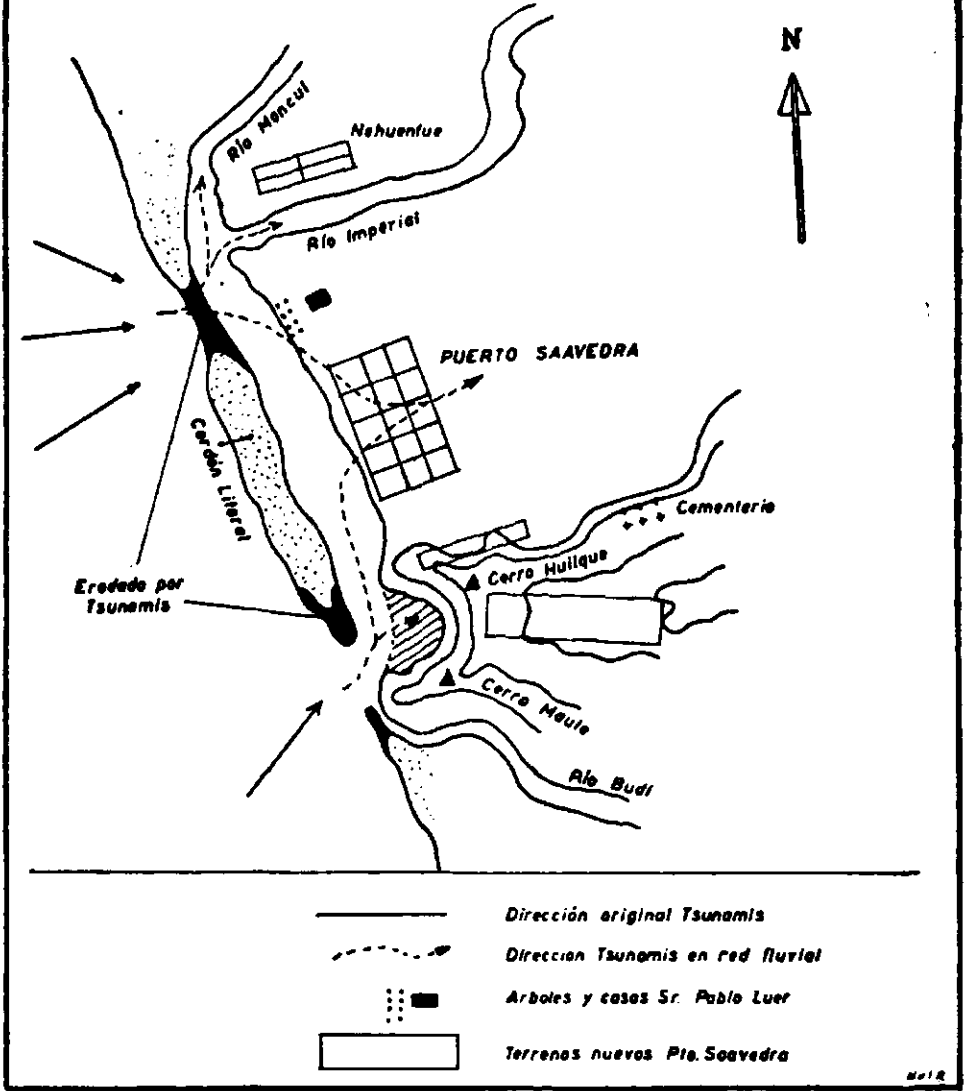 N
Río Moncul
Nehuentue
Río Imperial
PUERTO SAAVEDRA
Cordón Litoral
Cementerio
Cerro Huilque
Erodado por
Tsunamis
Cerro Maule
Río Budi
Dirección original Tsunamis
Direccion Tsunamis en red fluvial
Arboles y casas Sr. Pablo Luer
Terrenos nuevos Pto. Saavedra